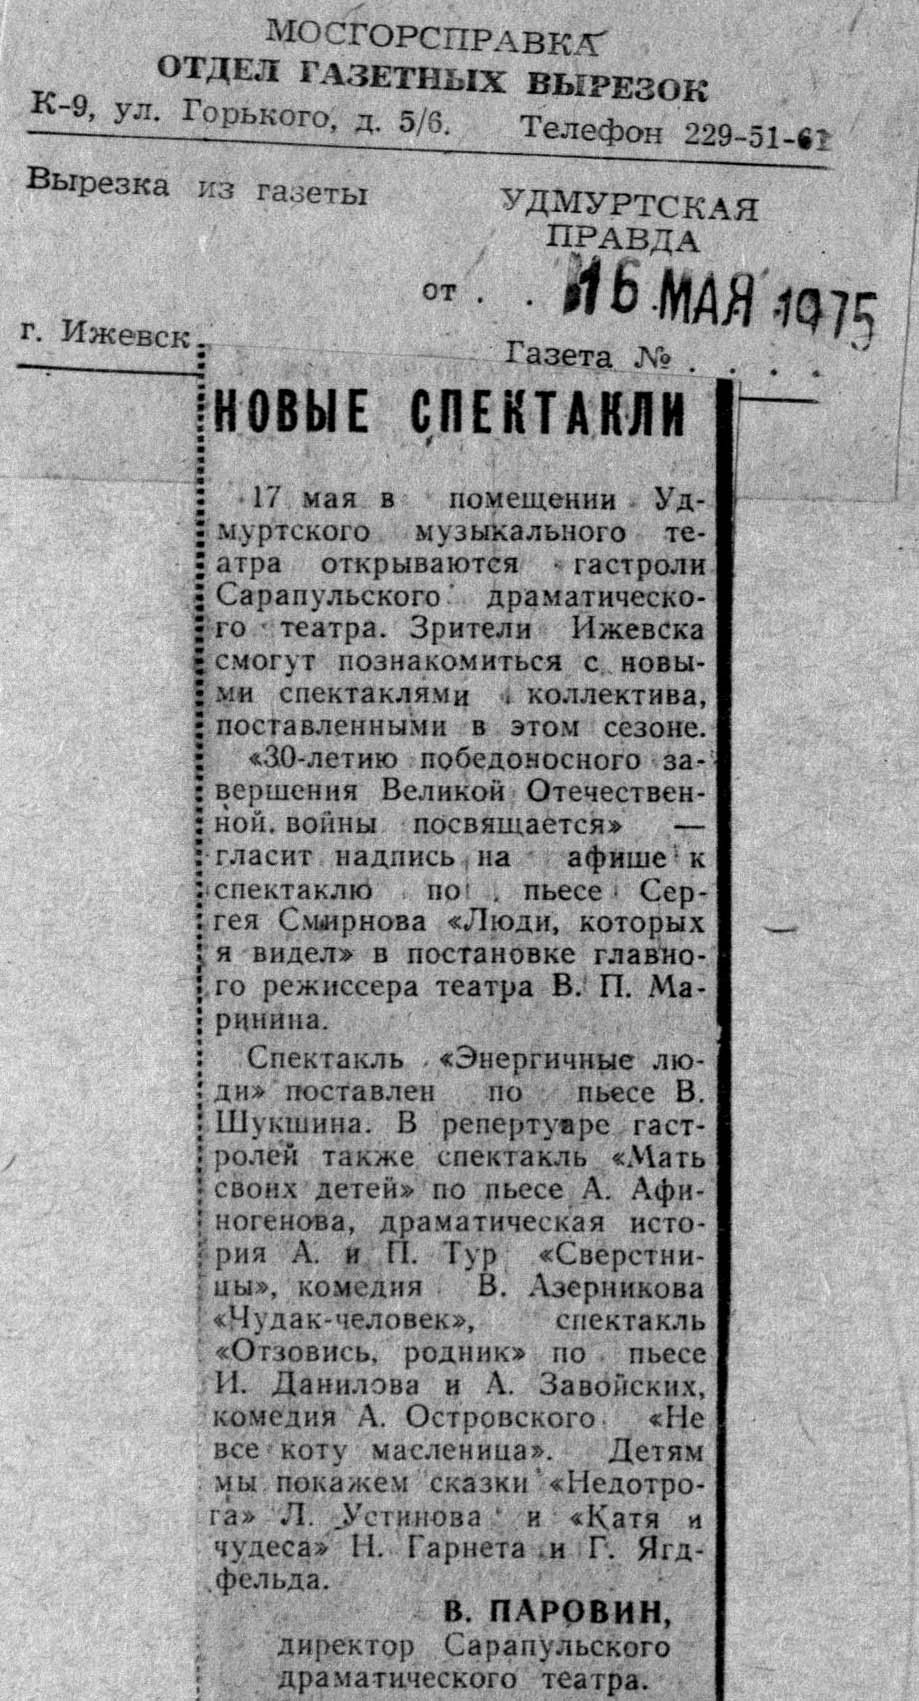 МОСГОРСПРАВКА
ОТДЕЛ ГАЗЕТНЫХ ВЫРЕЗОК
К-9, ул. Горького, д. 5/6. Телефон 229-51-61
Вырезка из газеты
УДМУРТСКАЯ
ПРАВДА
от . . 16 МАЯ 1975
г. Ижевск
Газета № . . . .
НОВЫЕ СПЕКТАКЛИ
17 мая в помещении Уд-
муртского музыкального те-
атра открываются гастроли
Сарапульского драматическо-
го театра. Зрители Ижевска
смогут познакомиться с новы-
ми спектаклями коллектива,
поставленными в этом сезоне.
«30-летию победоносного за-
вершения Великой Отечествен-
ной войны посвящается» —
гласит надпись на афише к
спектаклю по пьесе Сер-
гея Смирнова «Люди, которых
я видел» в постановке главно-
го режиссера театра В. П. Ма-
ринина.
Спектакль «Энергичные лю-
ди» поставлен по пьесе В.
Шукшина. В репертуаре гаст-
ролей также спектакль «Мать
своих детей» по пьесе А. Афи-
ногенова, драматическая исто-
рия А. и П. Тур «Сверстни-
цы», комедия В. Азерникова
«Чудак-человек», спектакль
«Отзовись, родник» по пьесе
И. Данилова и А. Завойских,
комедия А. Островского «Не
все коту масленица». Детям
мы покажем сказки «Недотро-
га» Л. Устинова и «Катя и
чудеса» Н. Гарнета и Г. Ягд-
фельда.
В. ПАРОВИН,
директор Сарапульского
драматического театра.